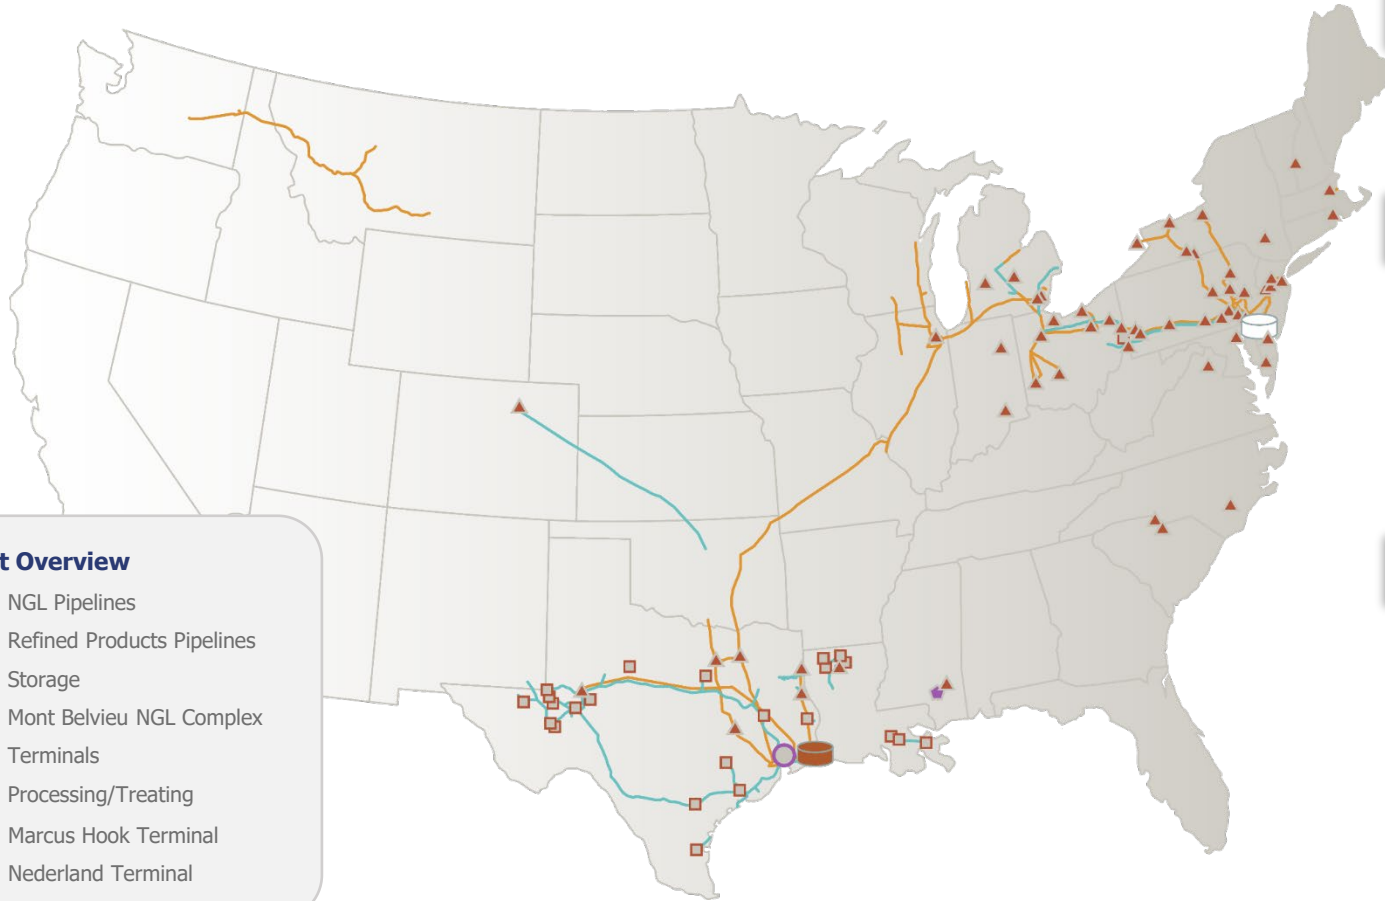 t Overview
NGL Pipelines
Refined Products Pipelines
Storage
Mont Belvieu NGL Complex
Terminals
Processing/Treating
Marcus Hook Terminal
Nederland Terminal